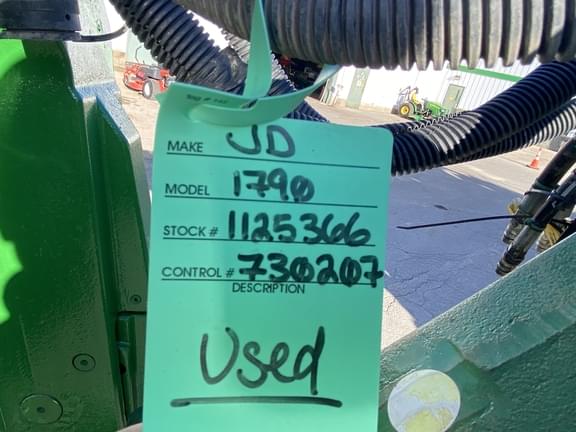 MAKE JD
MODEL 1790
STOCK # 1125366
CONTROL # 730207
DESCRIPTION
Used